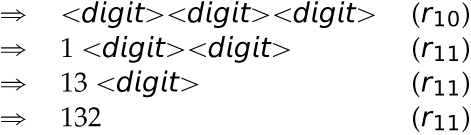 ⇒ <digit><digit><digit> (r₁₀)
⇒ 1 <digit><digit> (r₁₁)
⇒ 13 <digit> (r₁₁)
⇒ 132 (r₁₁)